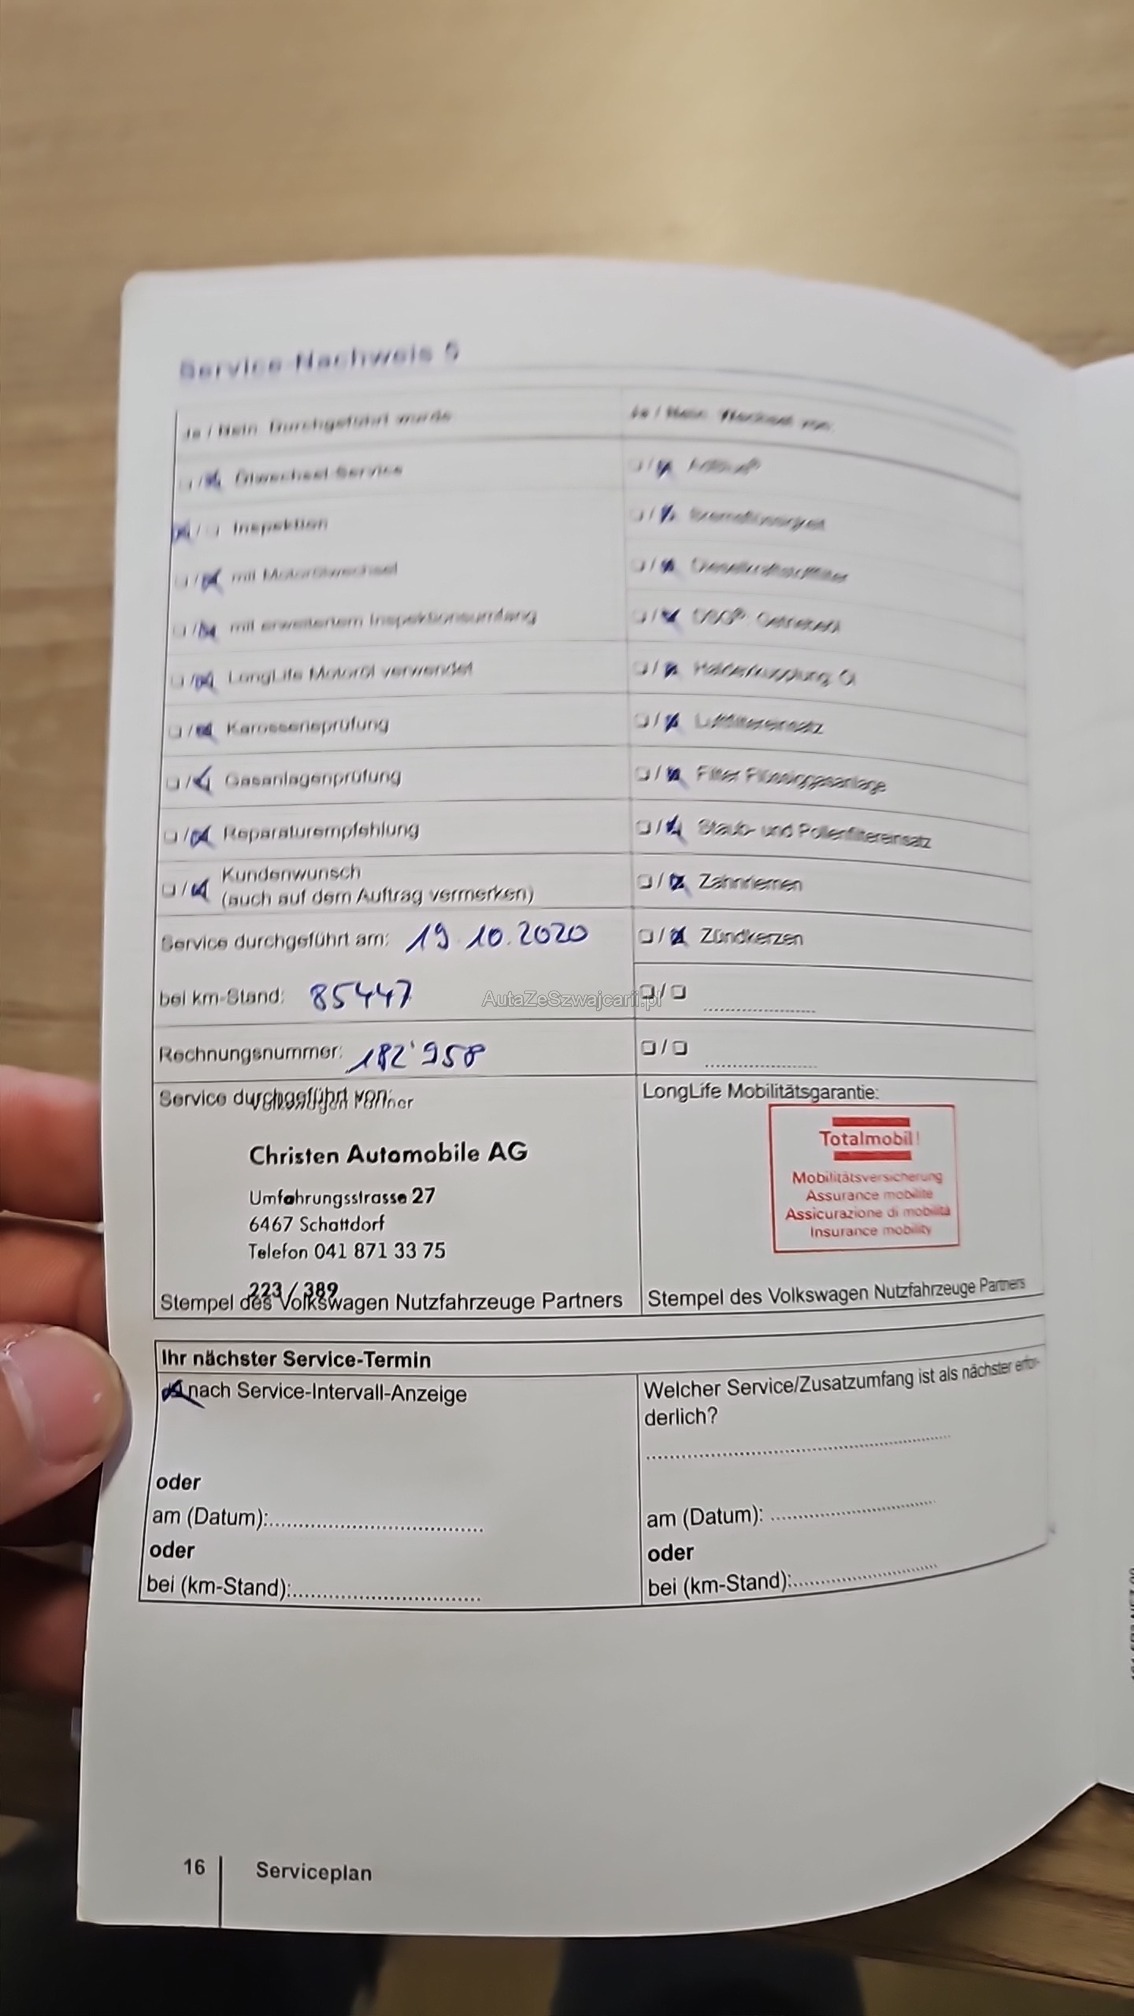 Service-Nachweis 5
Ja / Nein Durchgeführt wurde
Ja / Nein Wechsel von:
Ölwechsel-Service
AdBlue®
Inspektion
Bremsflüssigkeit
mit Motorölwechsel
Dieselkraftstofffilter
mit erweitertem Inspektionsumfang
DSG® Getriebeöl
LongLife Motoröl verwendet
Haldexkupplung Öl
Karosserieprüfung
Luftfiltereinsatz
Gasanlagenprüfung
Filter Flüssiggasanlage
Reparaturempfehlung
Staub- und Pollenfiltereinsatz
Kundenwunsch
(auch auf dem Auftrag vermerken)
Zahnriemen
Service durchgeführt am: 19.10.2020
Zündkerzen
bei km-Stand: 85447
AutaZeSzwajcarii.pl
Rechnungsnummer: 182'958
Service durchgeführt von:
LongLife Mobilitätsgarantie:
Christen Automobile AG
Umfahrungsstrasse 27
6467 Schattdorf
Telefon 041 871 33 75
223 / 389
Totalmobil!
Mobilitätsversicherung
Assurance mobilité
Assicurazione di mobilità
Insurance mobility
Stempel des Volkswagen Nutzfahrzeuge Partners
Stempel des Volkswagen Nutzfahrzeuge Partners
Ihr nächster Service-Termin
nach Service-Intervall-Anzeige
Welcher Service/Zusatzumfang ist als nächster erfor-
derlich?
oder
am (Datum):
am (Datum):
oder
oder
bei (km-Stand):
bei (km-Stand):
16
Serviceplan